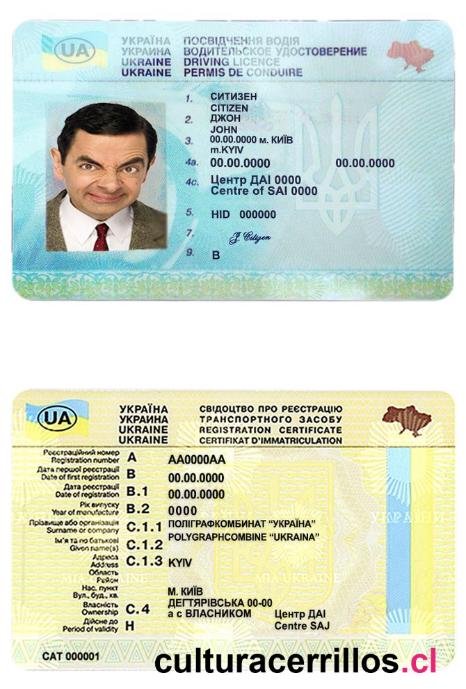 UA
УКРАЇНА ПОСВІДЧЕННЯ ВОДІЯ
УКРАИНА ВОДИТЕЛЬСКОЕ УДОСТОВЕРЕНИЕ
UKRAINE DRIVING LICENCE
UKRAINE PERMIS DE CONDUIRE
1. СИТИЗЕН
CITIZEN
2. ДЖОН
JOHN
3. 00.00.0000 м. КИЇВ
m.KYIV
4a. 00.00.0000 00.00.0000
4c. Центр ДАІ 0000
Centre of SAI 0000
5. HID 000000
7. J. Citizen
9. B
UA
УКРАЇНА СВІДОЦТВО ПРО РЕЄСТРАЦІЮ
УКРАИНА ТРАНСПОРТНОГО ЗАСОБУ
UKRAINE REGISTRATION CERTIFICATE
UKRAINE CERTIFIKAT D'IMMATRICULATION
Реєстраційний номер
Registration number A AA0000AA
Дата першої реєстрації
Date of first registration B 00.00.0000
Дата реєстрації
Date of registration B.1 00.00.0000
Рік випуску
Year of manufacture B.2 0000
Прізвище або організація
Surname or company C.1.1 ПОЛІГРАФКОМБИНАТ "УКРАЇНА"
Ім'я та по батькові
Given name(s) C.1.2 POLYGRAPHCOMBINE "UKRAINA"
Адреса
Address C.1.3 KYIV
Область
Район
Нас. пункт
Вул., буд., кв. М. КИЇВ
Власність
Ownership C.4 ДЕГТЯРІВСЬКА 00-00
а с ВЛАСНИКОМ Центр ДАІ
Дійсне до
Period of validity H Centre SAJ
MIA UKRAINE
CAT 000001
culturacerrillos.cl